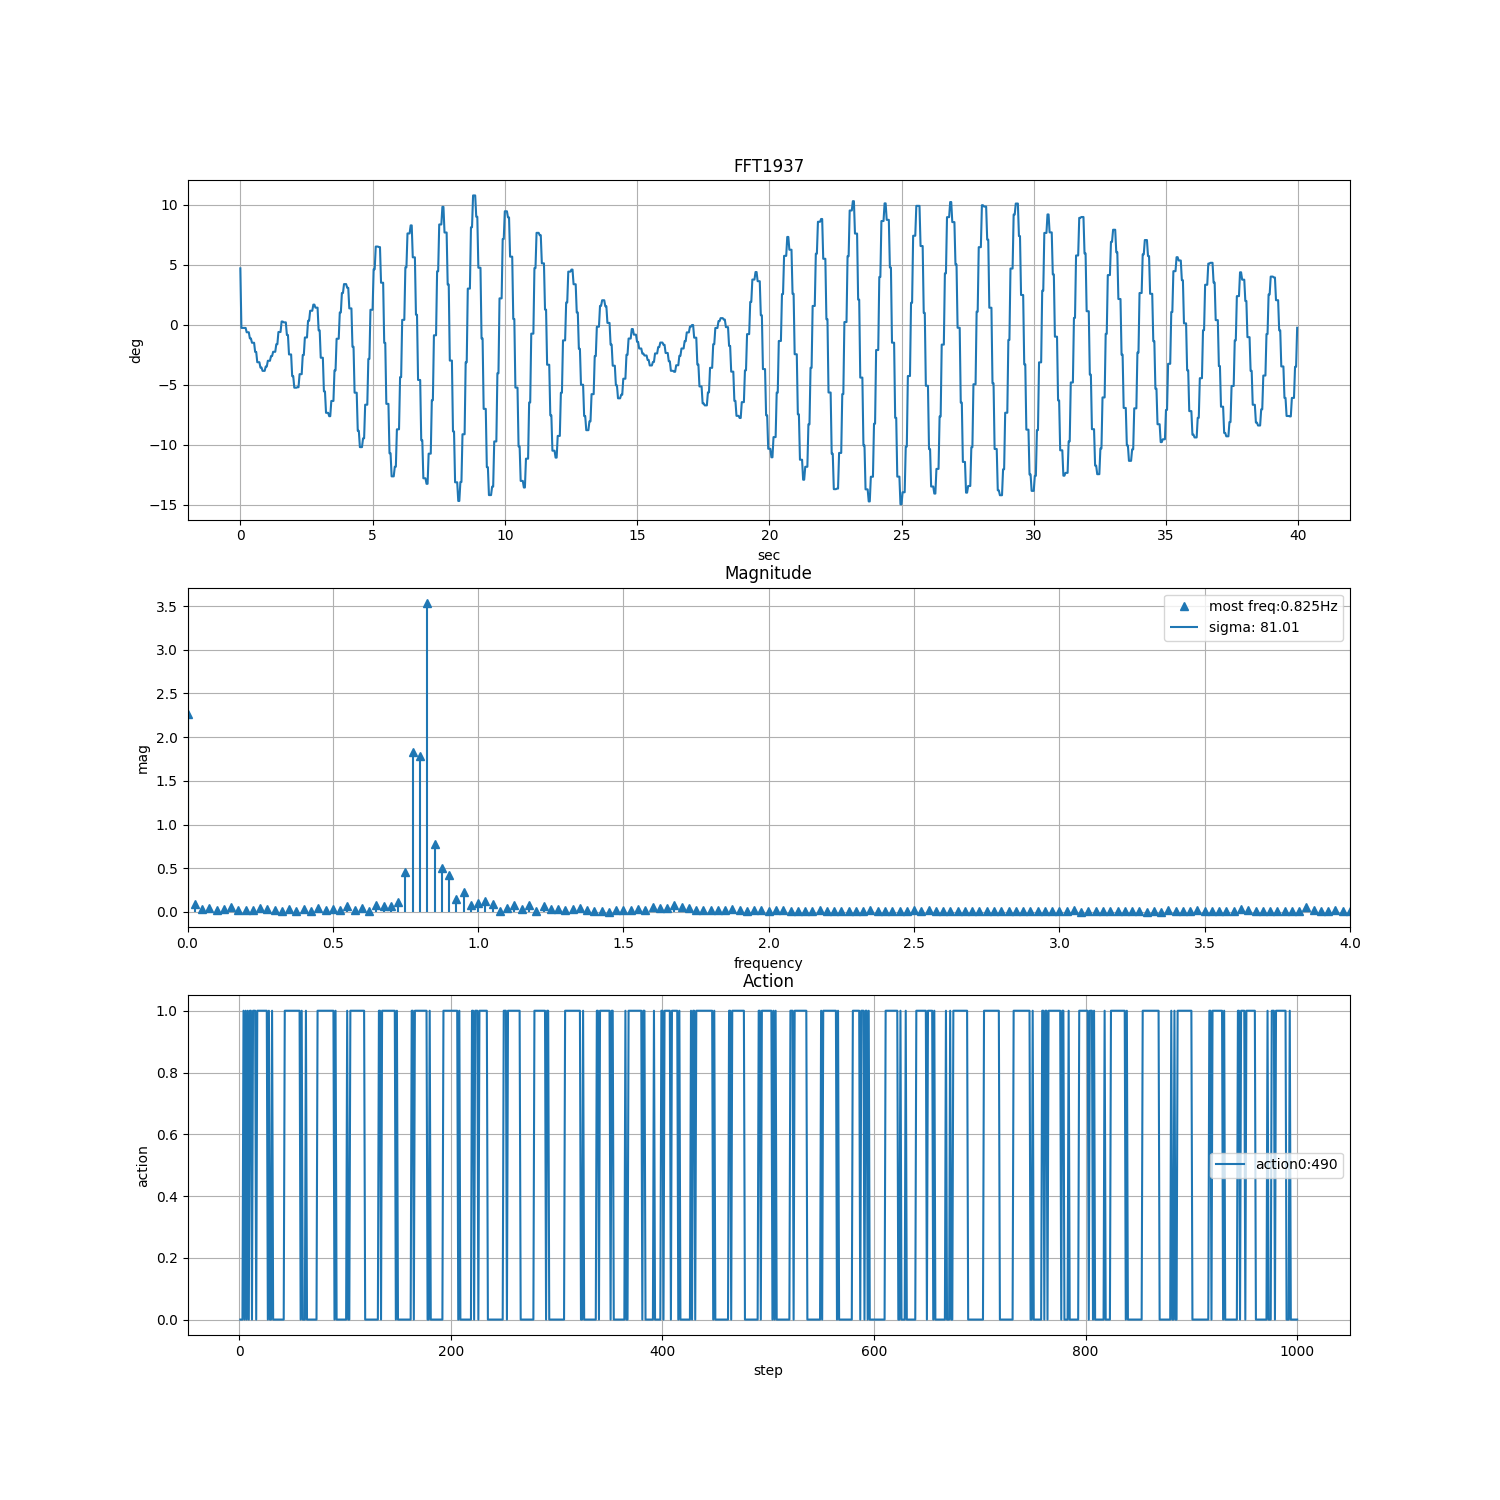 FFT1937
10
5
0
−5
−10
−15
deg
0 5 10 15 20 25 30 35 40
sec
Magnitude
3.5
3.0
2.5
2.0
1.5
1.0
0.5
0.0
mag
most freq:0.825Hz
sigma: 81.01
0.0 0.5 1.0 1.5 2.0 2.5 3.0 3.5 4.0
frequency
Action
1.0
0.8
0.6
0.4
0.2
0.0
action
action0:490
0 200 400 600 800 1000
step